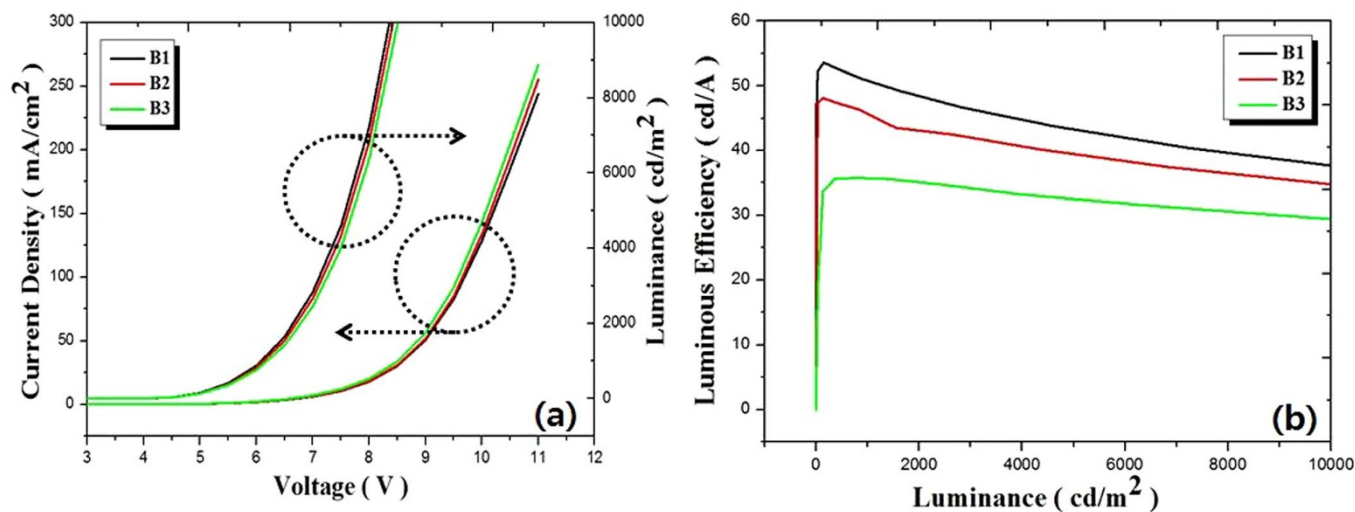 300
250
200
150
100
50
0
Current Density ( mA/cm²)
B1
B2
B3
10000
8000
6000
4000
2000
0
Luminance ( cd/m²)
3 4 5 6 7 8 9 10 11 12
Voltage ( V )
(a)
60
50
40
30
20
10
0
Luminous Efficiency ( cd/A)
B1
B2
B3
0 2000 4000 6000 8000 10000
Luminance ( cd/m²)
(b)